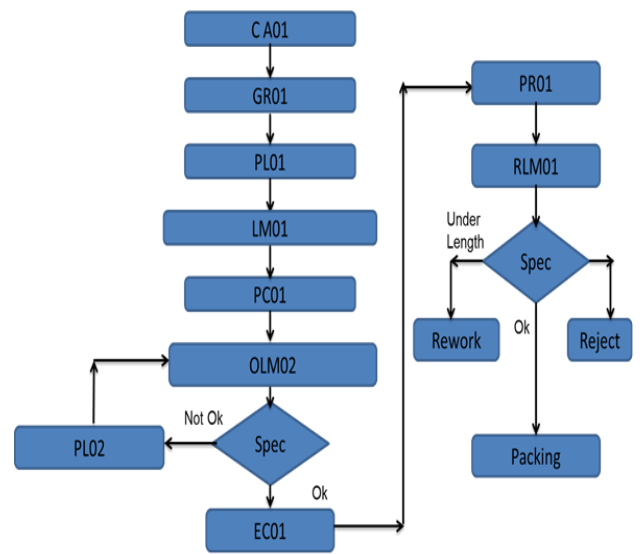 C A01
GR01
PL01
LM01
PC01
OLM02
Not Ok
Spec
PL02
Ok
EC01
PR01
RLM01
Under
Length
Spec
Rework
Ok
Reject
Packing